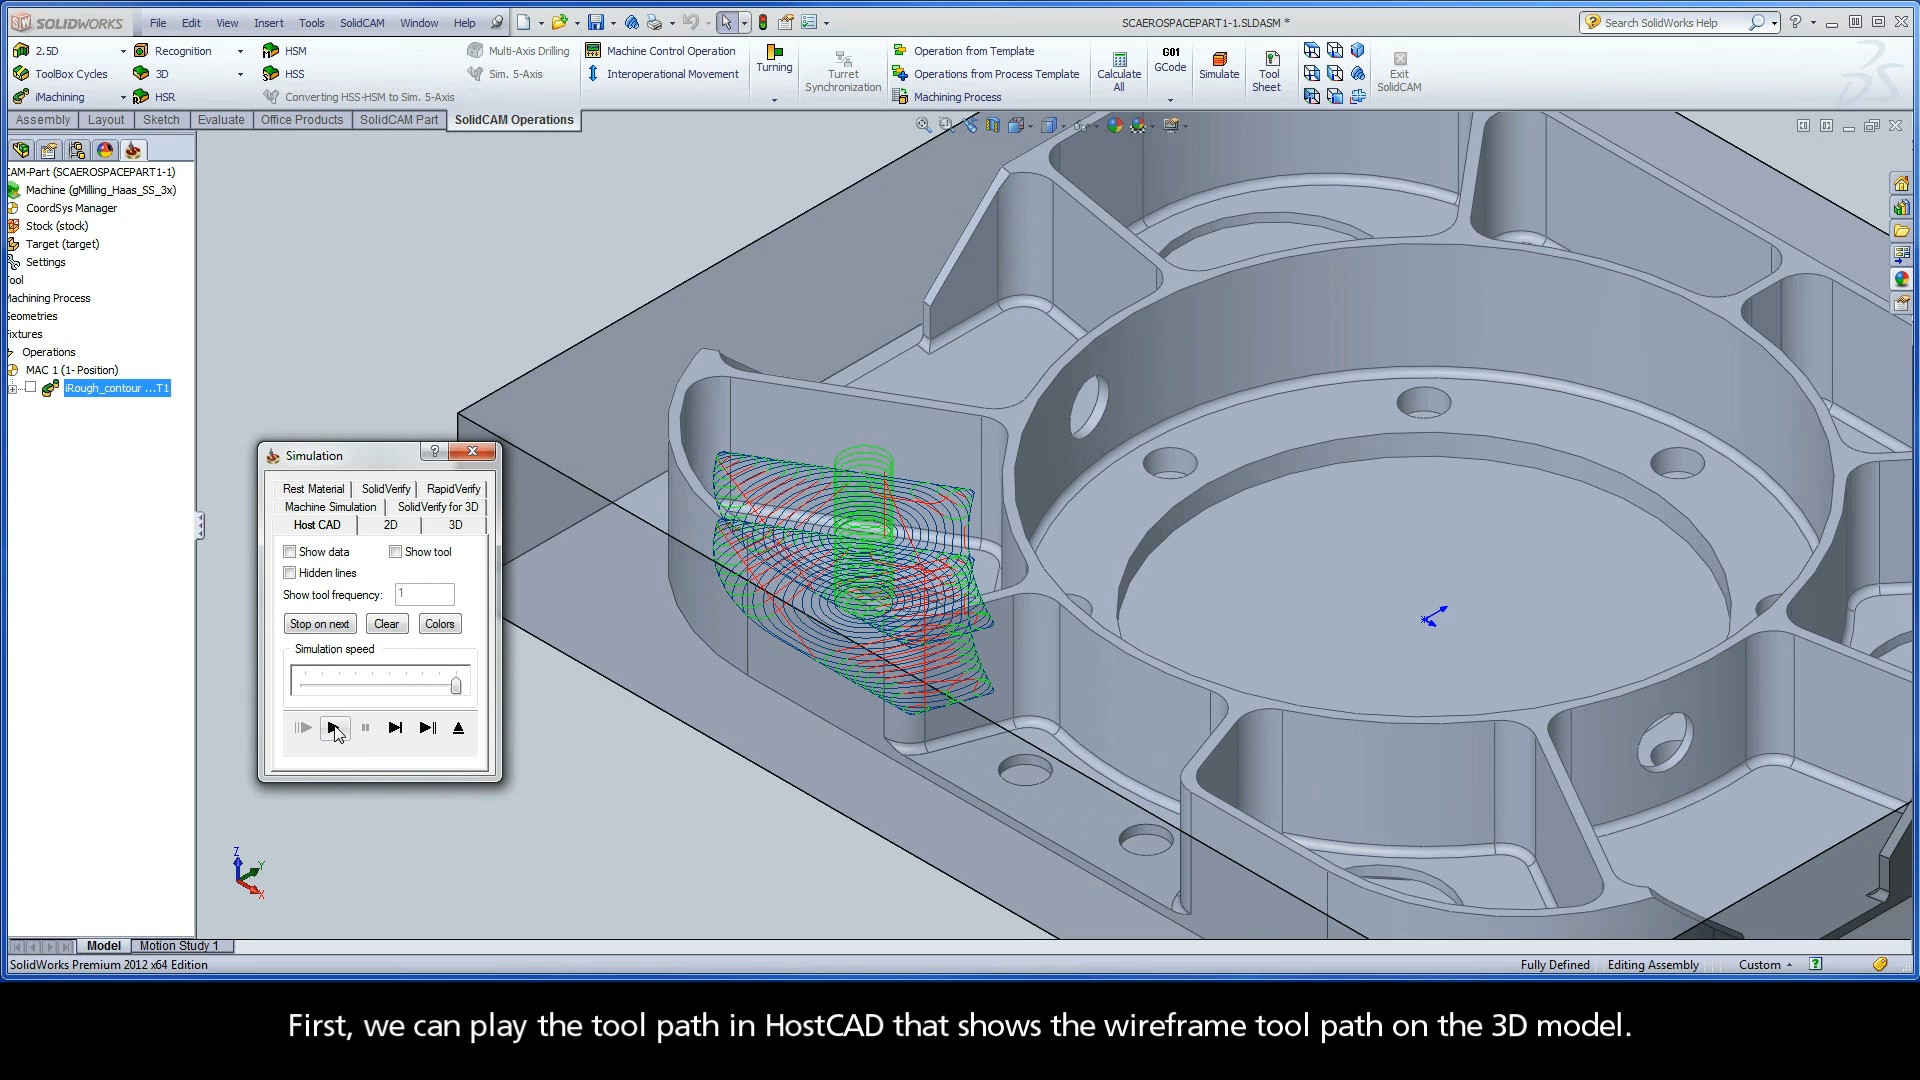 SOLIDWORKS File Edit View Insert Tools SolidCAM Window Help SCAEROSPACEPART1-1.SLDASM * Search SolidWorks Help
2.5D Recognition HSM Multi-Axis Drilling Machine Control Operation Operation from Template
ToolBox Cycles 3D HSS Sim. 5-Axis Interoperational Movement Operations from Process Template
iMachining HSR Converting HSS-HSM to Sim. 5-Axis Machining Process
Turning Turret Synchronization Calculate All G01 GCode Simulate Tool Sheet Exit SolidCAM
Assembly Layout Sketch Evaluate Office Products SolidCAM Part SolidCAM Operations
CAM-Part (SCAEROSPACEPART1-1)
Machine (gMilling_Haas_SS_3x)
CoordSys Manager
Stock (stock)
Target (target)
Settings
Tool
Machining Process
Geometries
Fixtures
Operations
MAC 1 (1- Position)
iRough_contour ...T1
Simulation
Rest Material SolidVerify RapidVerify
Machine Simulation SolidVerify for 3D
Host CAD 2D 3D
Show data Show tool
Hidden lines
Show tool frequency: 1
Stop on next Clear Colors
Simulation speed
Z
Y
X
Model Motion Study 1
SolidWorks Premium 2012 x64 Edition Fully Defined Editing Assembly Custom
First, we can play the tool path in HostCAD that shows the wireframe tool path on the 3D model.